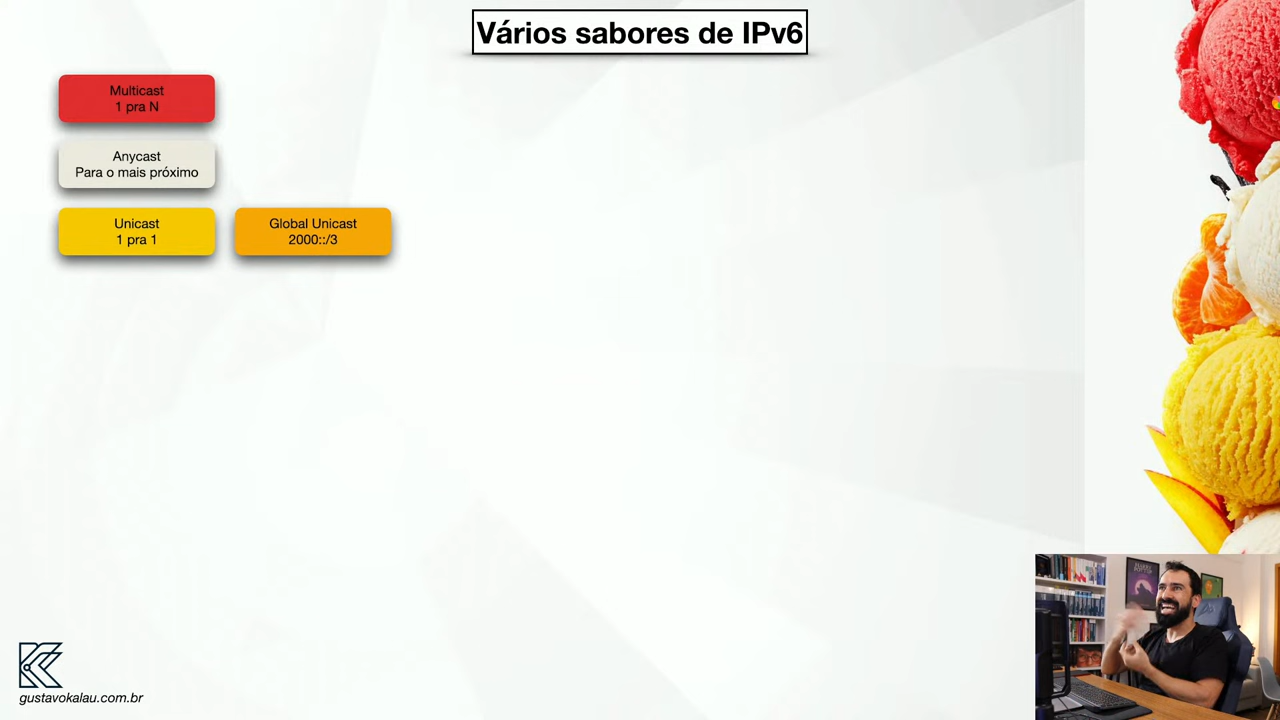 Vários sabores de IPv6
Multicast
1 pra N
Anycast
Para o mais próximo
Unicast
1 pra 1
Global Unicast
2000::/3
gustavokalau.com.br